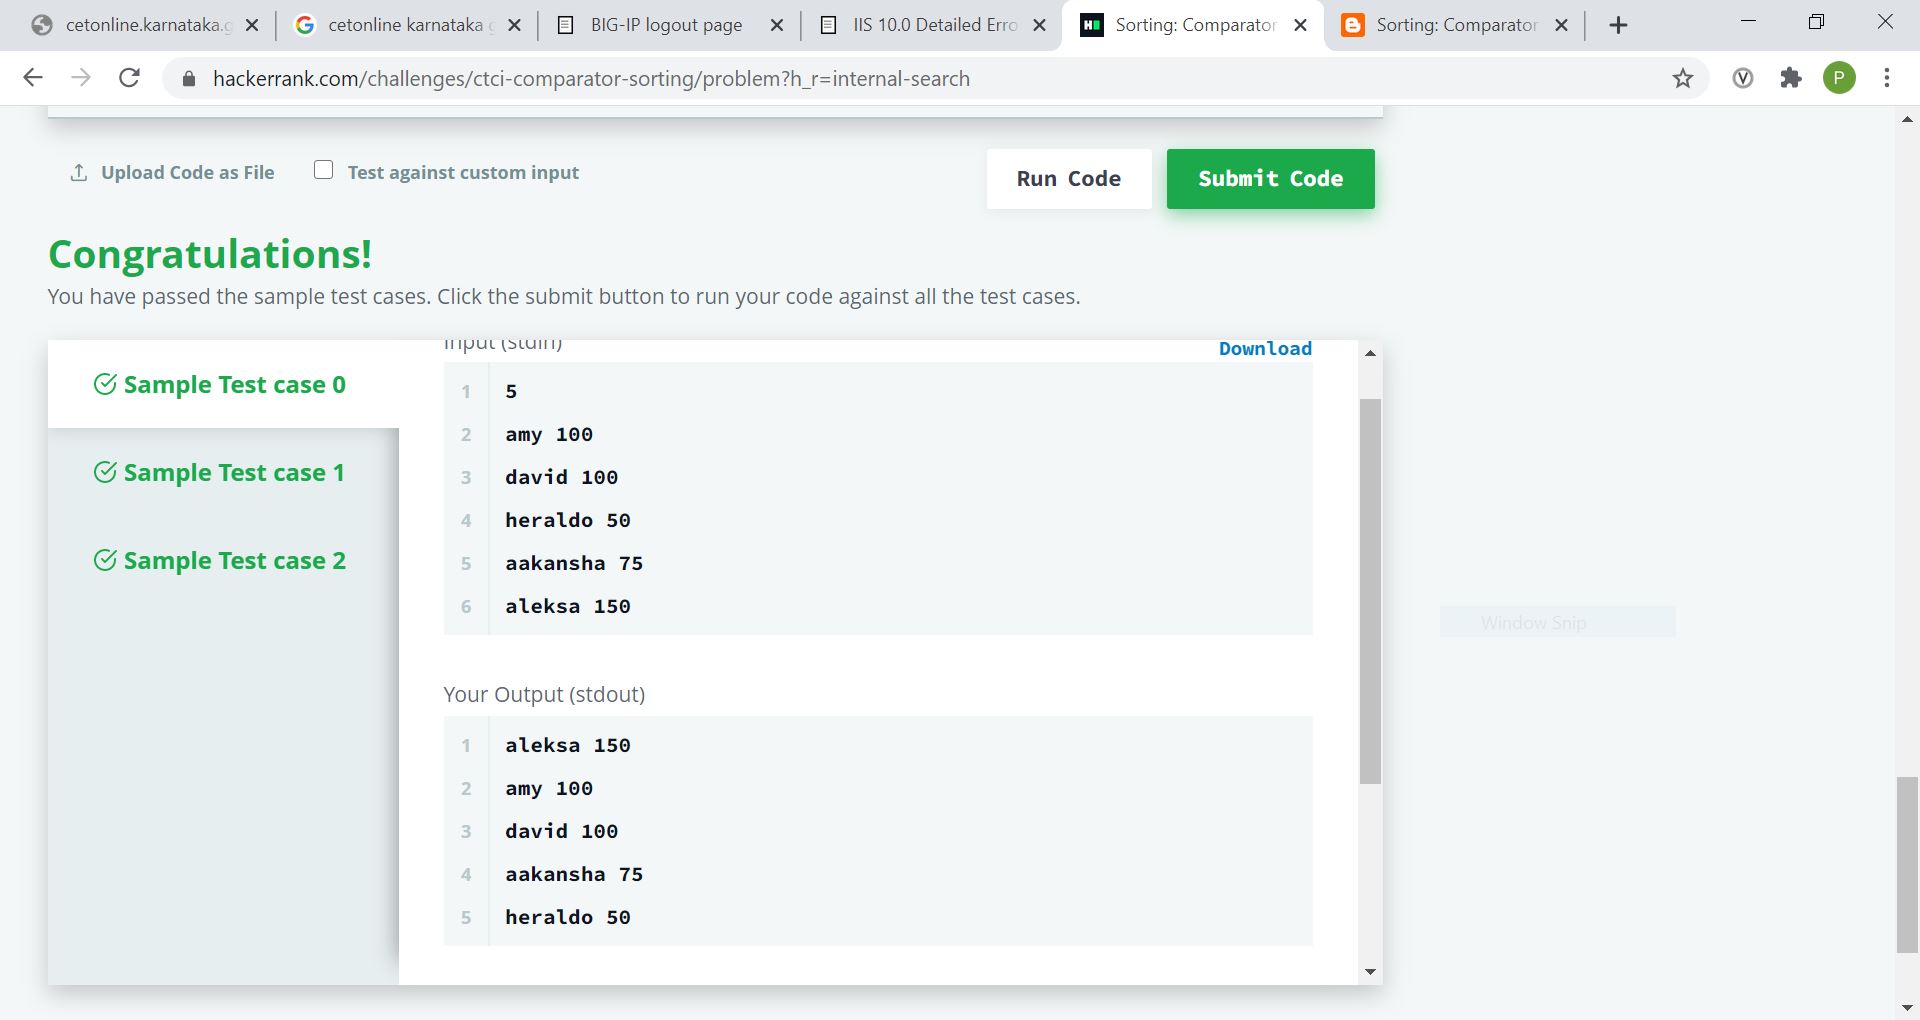 cetonline.karnataka.g
cetonline karnataka g
BIG-IP logout page
IIS 10.0 Detailed Erro
Sorting: Comparator
Sorting: Comparator
hackerrank.com/challenges/ctci-comparator-sorting/problem?h_r=internal-search
P
Upload Code as File
Test against custom input
Run Code
Submit Code
Congratulations!
You have passed the sample test cases. Click the submit button to run your code against all the test cases.
Sample Test case 0
Sample Test case 1
Sample Test case 2
Input (stdin)
Download
1 5
2 amy 100
3 david 100
4 heraldo 50
5 aakansha 75
6 aleksa 150
Your Output (stdout)
1 aleksa 150
2 amy 100
3 david 100
4 aakansha 75
5 heraldo 50
Window Snip